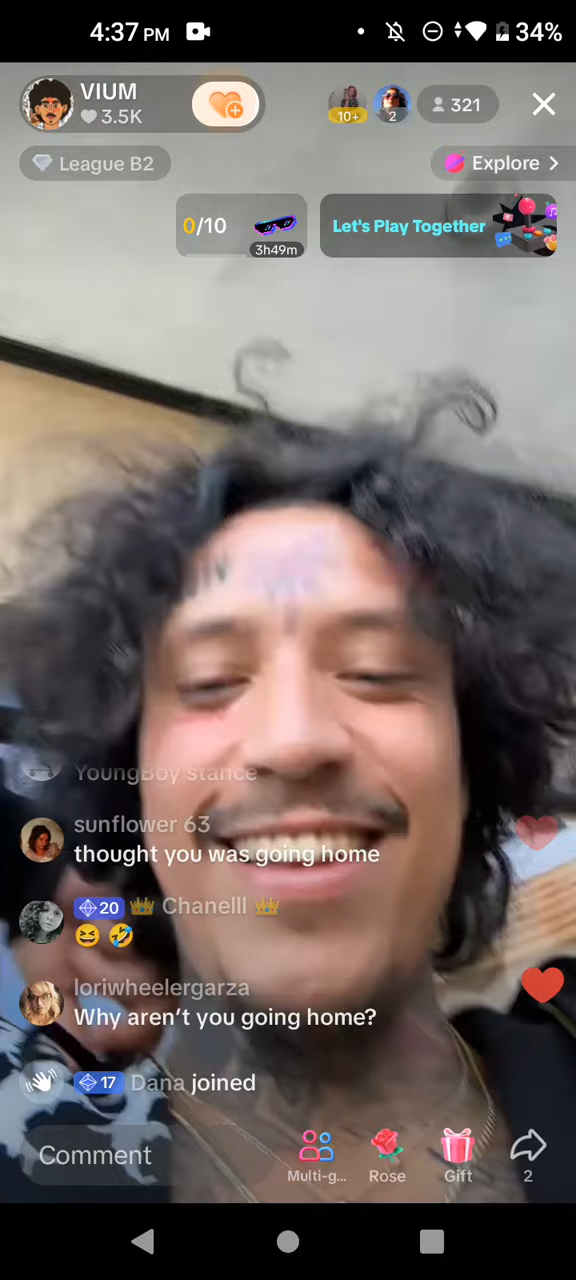 4:37 PM
34%
VIUM
3.5K
10+
2
321
League B2
Explore
0/10
3h49m
Let's Play Together
YoungBoy stance
sunflower 63
thought you was going home
20 Chanelll
loriwheelergarza
Why aren't you going home?
17 Dana joined
Comment
Multi-g...
Rose
Gift
2